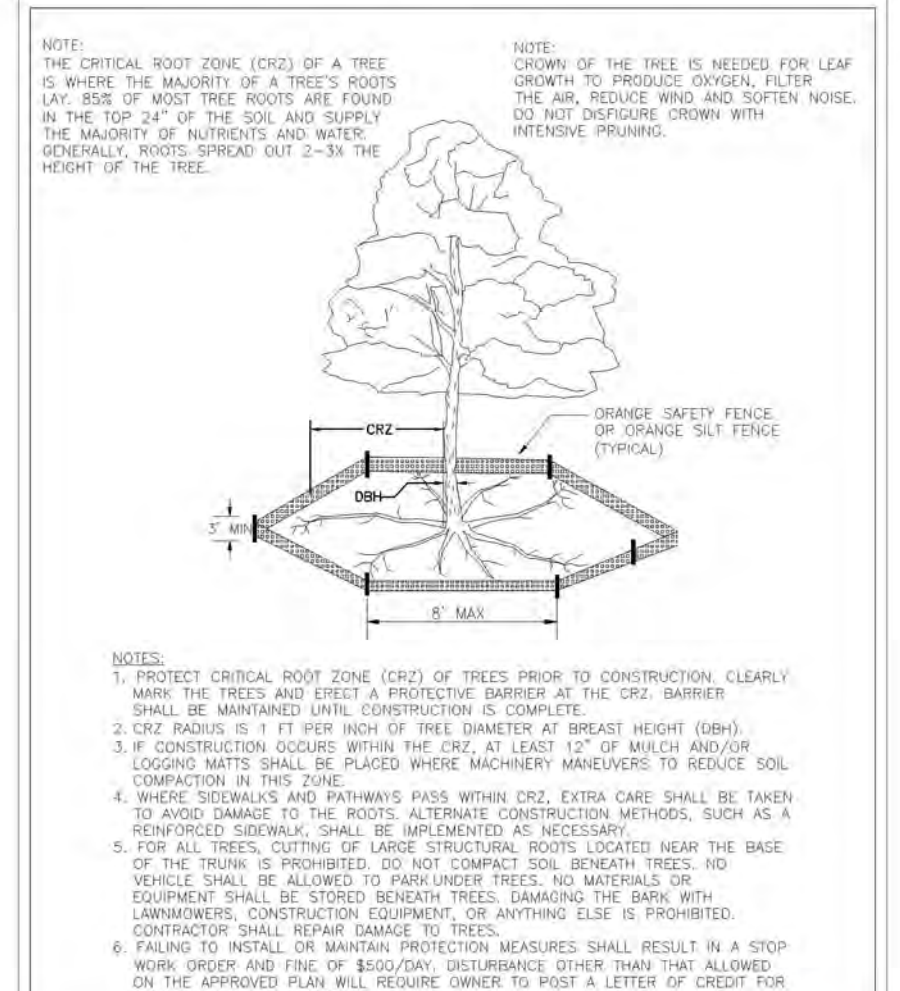 NOTE:
THE CRITICAL ROOT ZONE (CRZ) OF A TREE
IS WHERE THE MAJORITY OF A TREE'S ROOTS
LAY. 85% OF MOST TREE ROOTS ARE FOUND
IN THE TOP 24" OF THE SOIL AND SUPPLY
THE MAJORITY OF NUTRIENTS AND WATER.
GENERALLY, ROOTS SPREAD OUT 2-3X THE
HEIGHT OF THE TREE.
NOTE:
CROWN OF THE TREE IS NEEDED FOR LEAF
GROWTH TO PRODUCE OXYGEN, FILTER
THE AIR, REDUCE WIND AND SOFTEN NOISE.
DO NOT DISFIGURE CROWN WITH
INTENSIVE PRUNING.
ORANGE SAFETY FENCE
OR ORANGE SILT FENCE
(TYPICAL)
CRZ
DBH
3' MIN
8' MAX
NOTES:
1. PROTECT CRITICAL ROOT ZONE (CRZ) OF TREES PRIOR TO CONSTRUCTION. CLEARLY
MARK THE TREES AND ERECT A PROTECTIVE BARRIER AT THE CRZ. BARRIER
SHALL BE MAINTAINED UNTIL CONSTRUCTION IS COMPLETE.
2. CRZ RADIUS IS 1 FT PER INCH OF TREE DIAMETER AT BREAST HEIGHT (DBH).
3. IF CONSTRUCTION OCCURS WITHIN THE CRZ, AT LEAST 12" OF MULCH AND/OR
LOGGING MATTS SHALL BE PLACED WHERE MACHINERY MANEUVERS TO REDUCE SOIL
COMPACTION IN THIS ZONE.
4. WHERE SIDEWALKS AND PATHWAYS PASS WITHIN CRZ, EXTRA CARE SHALL BE TAKEN
TO AVOID DAMAGE TO THE ROOTS. ALTERNATE CONSTRUCTION METHODS, SUCH AS A
REINFORCED SIDEWALK, SHALL BE IMPLEMENTED AS NECESSARY.
5. FOR ALL TREES, CUTTING OF LARGE STRUCTURAL ROOTS LOCATED NEAR THE BASE
OF THE TRUNK IS PROHIBITED. DO NOT COMPACT SOIL BENEATH TREES. NO
VEHICLE SHALL BE ALLOWED TO PARK UNDER TREES. NO MATERIALS OR
EQUIPMENT SHALL BE STORED BENEATH TREES. DAMAGING THE BARK WITH
LAWNMOWERS, CONSTRUCTION EQUIPMENT, OR ANYTHING ELSE IS PROHIBITED.
CONTRACTOR SHALL REPAIR DAMAGE TO TREES.
6. FAILING TO INSTALL OR MAINTAIN PROTECTION MEASURES SHALL RESULT IN A STOP
WORK ORDER AND FINE OF $500/DAY. DISTURBANCE OTHER THAN THAT ALLOWED
ON THE APPROVED PLAN WILL REQUIRE OWNER TO POST A LETTER OF CREDIT FOR